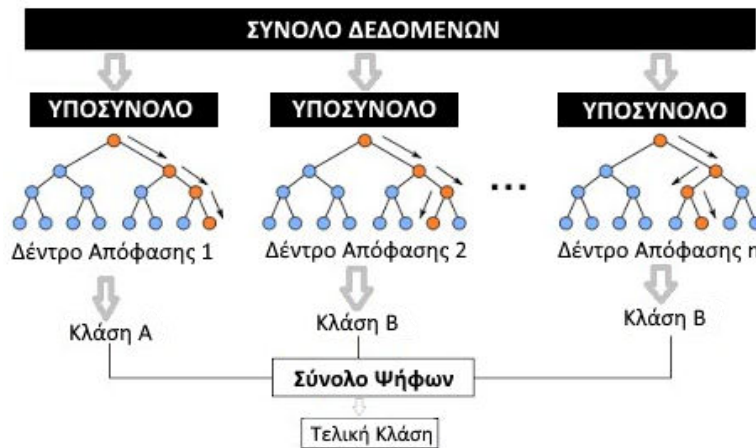 ΣΥΝΟΛΟ ΔΕΔΟΜΕΝΩΝ
ΥΠΟΣΥΝΟΛΟ ΥΠΟΣΥΝΟΛΟ ΥΠΟΣΥΝΟΛΟ
...
Δέντρο Απόφασης 1 Δέντρο Απόφασης 2 Δέντρο Απόφασης n
Κλάση Α Κλάση Β Κλάση Β
Σύνολο Ψήφων
Τελική Κλάση